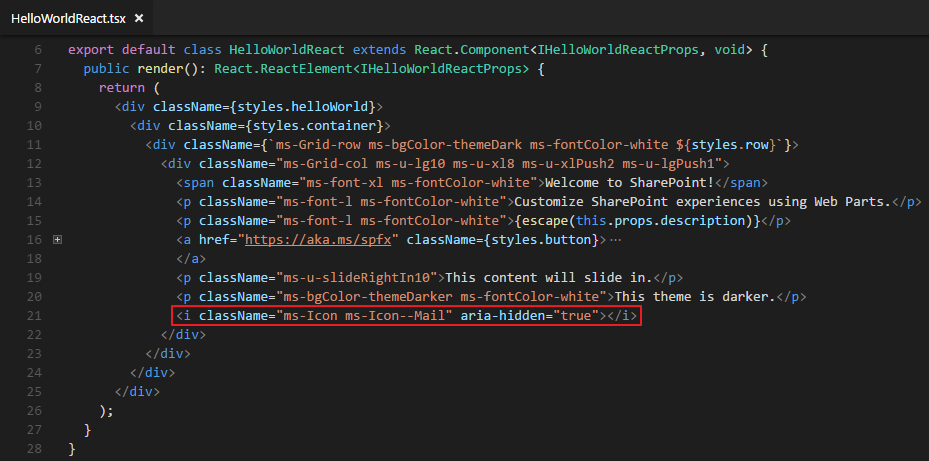 HelloWorldReact.tsx ×
6 export default class HelloWorldReact extends React.Component<IHelloWorldReactProps, void> {
7 public render(): React.ReactElement<IHelloWorldReactProps> {
8 return (
9 <div className={styles.helloWorld}>
10 <div className={styles.container}>
11 <div className={`ms-Grid-row ms-bgColor-themeDark ms-fontColor-white ${styles.row}`}>
12 <div className="ms-Grid-col ms-u-lg10 ms-u-xl8 ms-u-xlPush2 ms-u-lgPush1">
13 <span className="ms-font-xl ms-fontColor-white">Welcome to SharePoint!</span>
14 <p className="ms-font-l ms-fontColor-white">Customize SharePoint experiences using Web Parts.</p>
15 <p className="ms-font-l ms-fontColor-white">{escape(this.props.description)}</p>
16 <a href="https://aka.ms/spfx" className={styles.button}>⋯
18 </a>
19 <p className="ms-u-slideRightIn10">This content will slide in.</p>
20 <p className="ms-bgColor-themeDarker ms-fontColor-white">This theme is darker.</p>
21 <i className="ms-Icon ms-Icon--Mail" aria-hidden="true"></i>
22 </div>
23 </div>
24 </div>
25 </div>
26 );
27 }
28 }